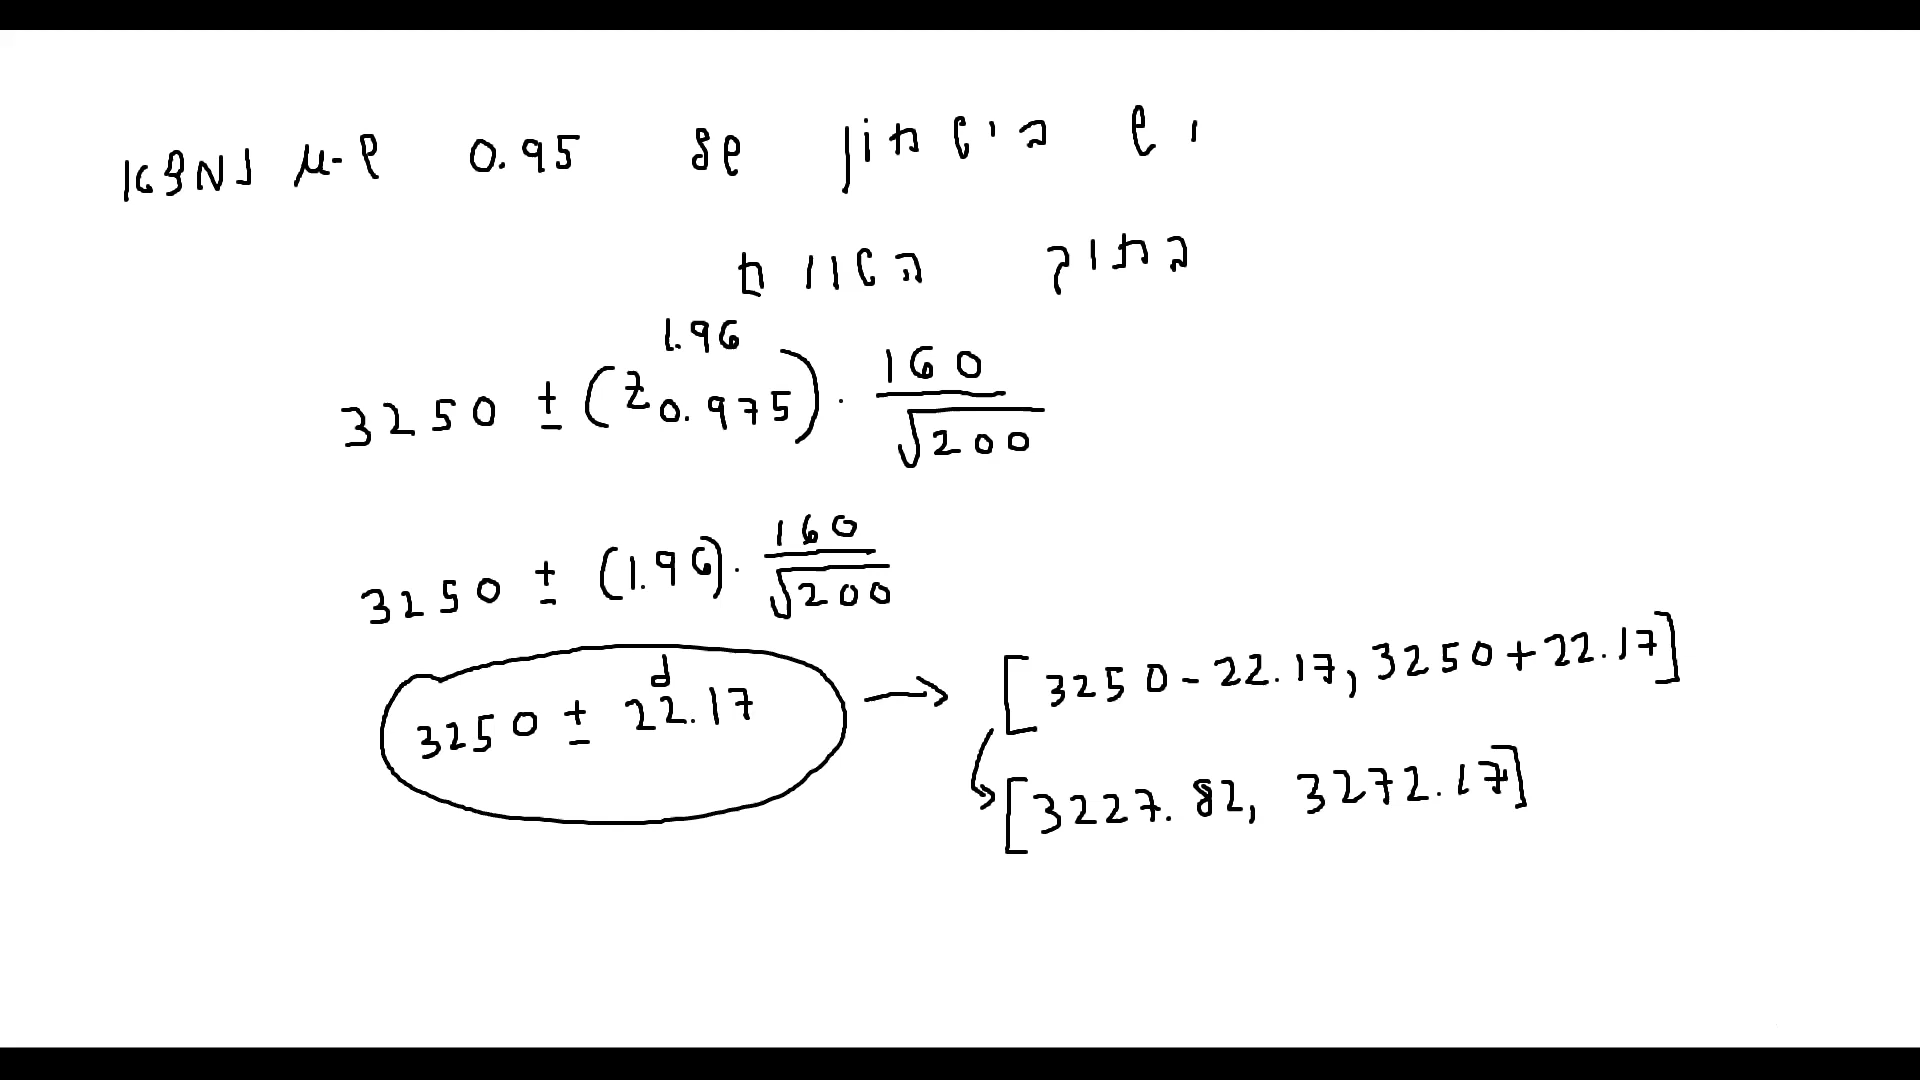 יש ביטחון של 0.95 ש-μ נמצא
בתוך הטווח
1.96
3250 ± (Z0.975) · 160/√200
3250 ± (1.96) · 160/√200
d
3250 ± 22.17 → [3250-22.17, 3250+22.17]
[3227.82, 3272.17]